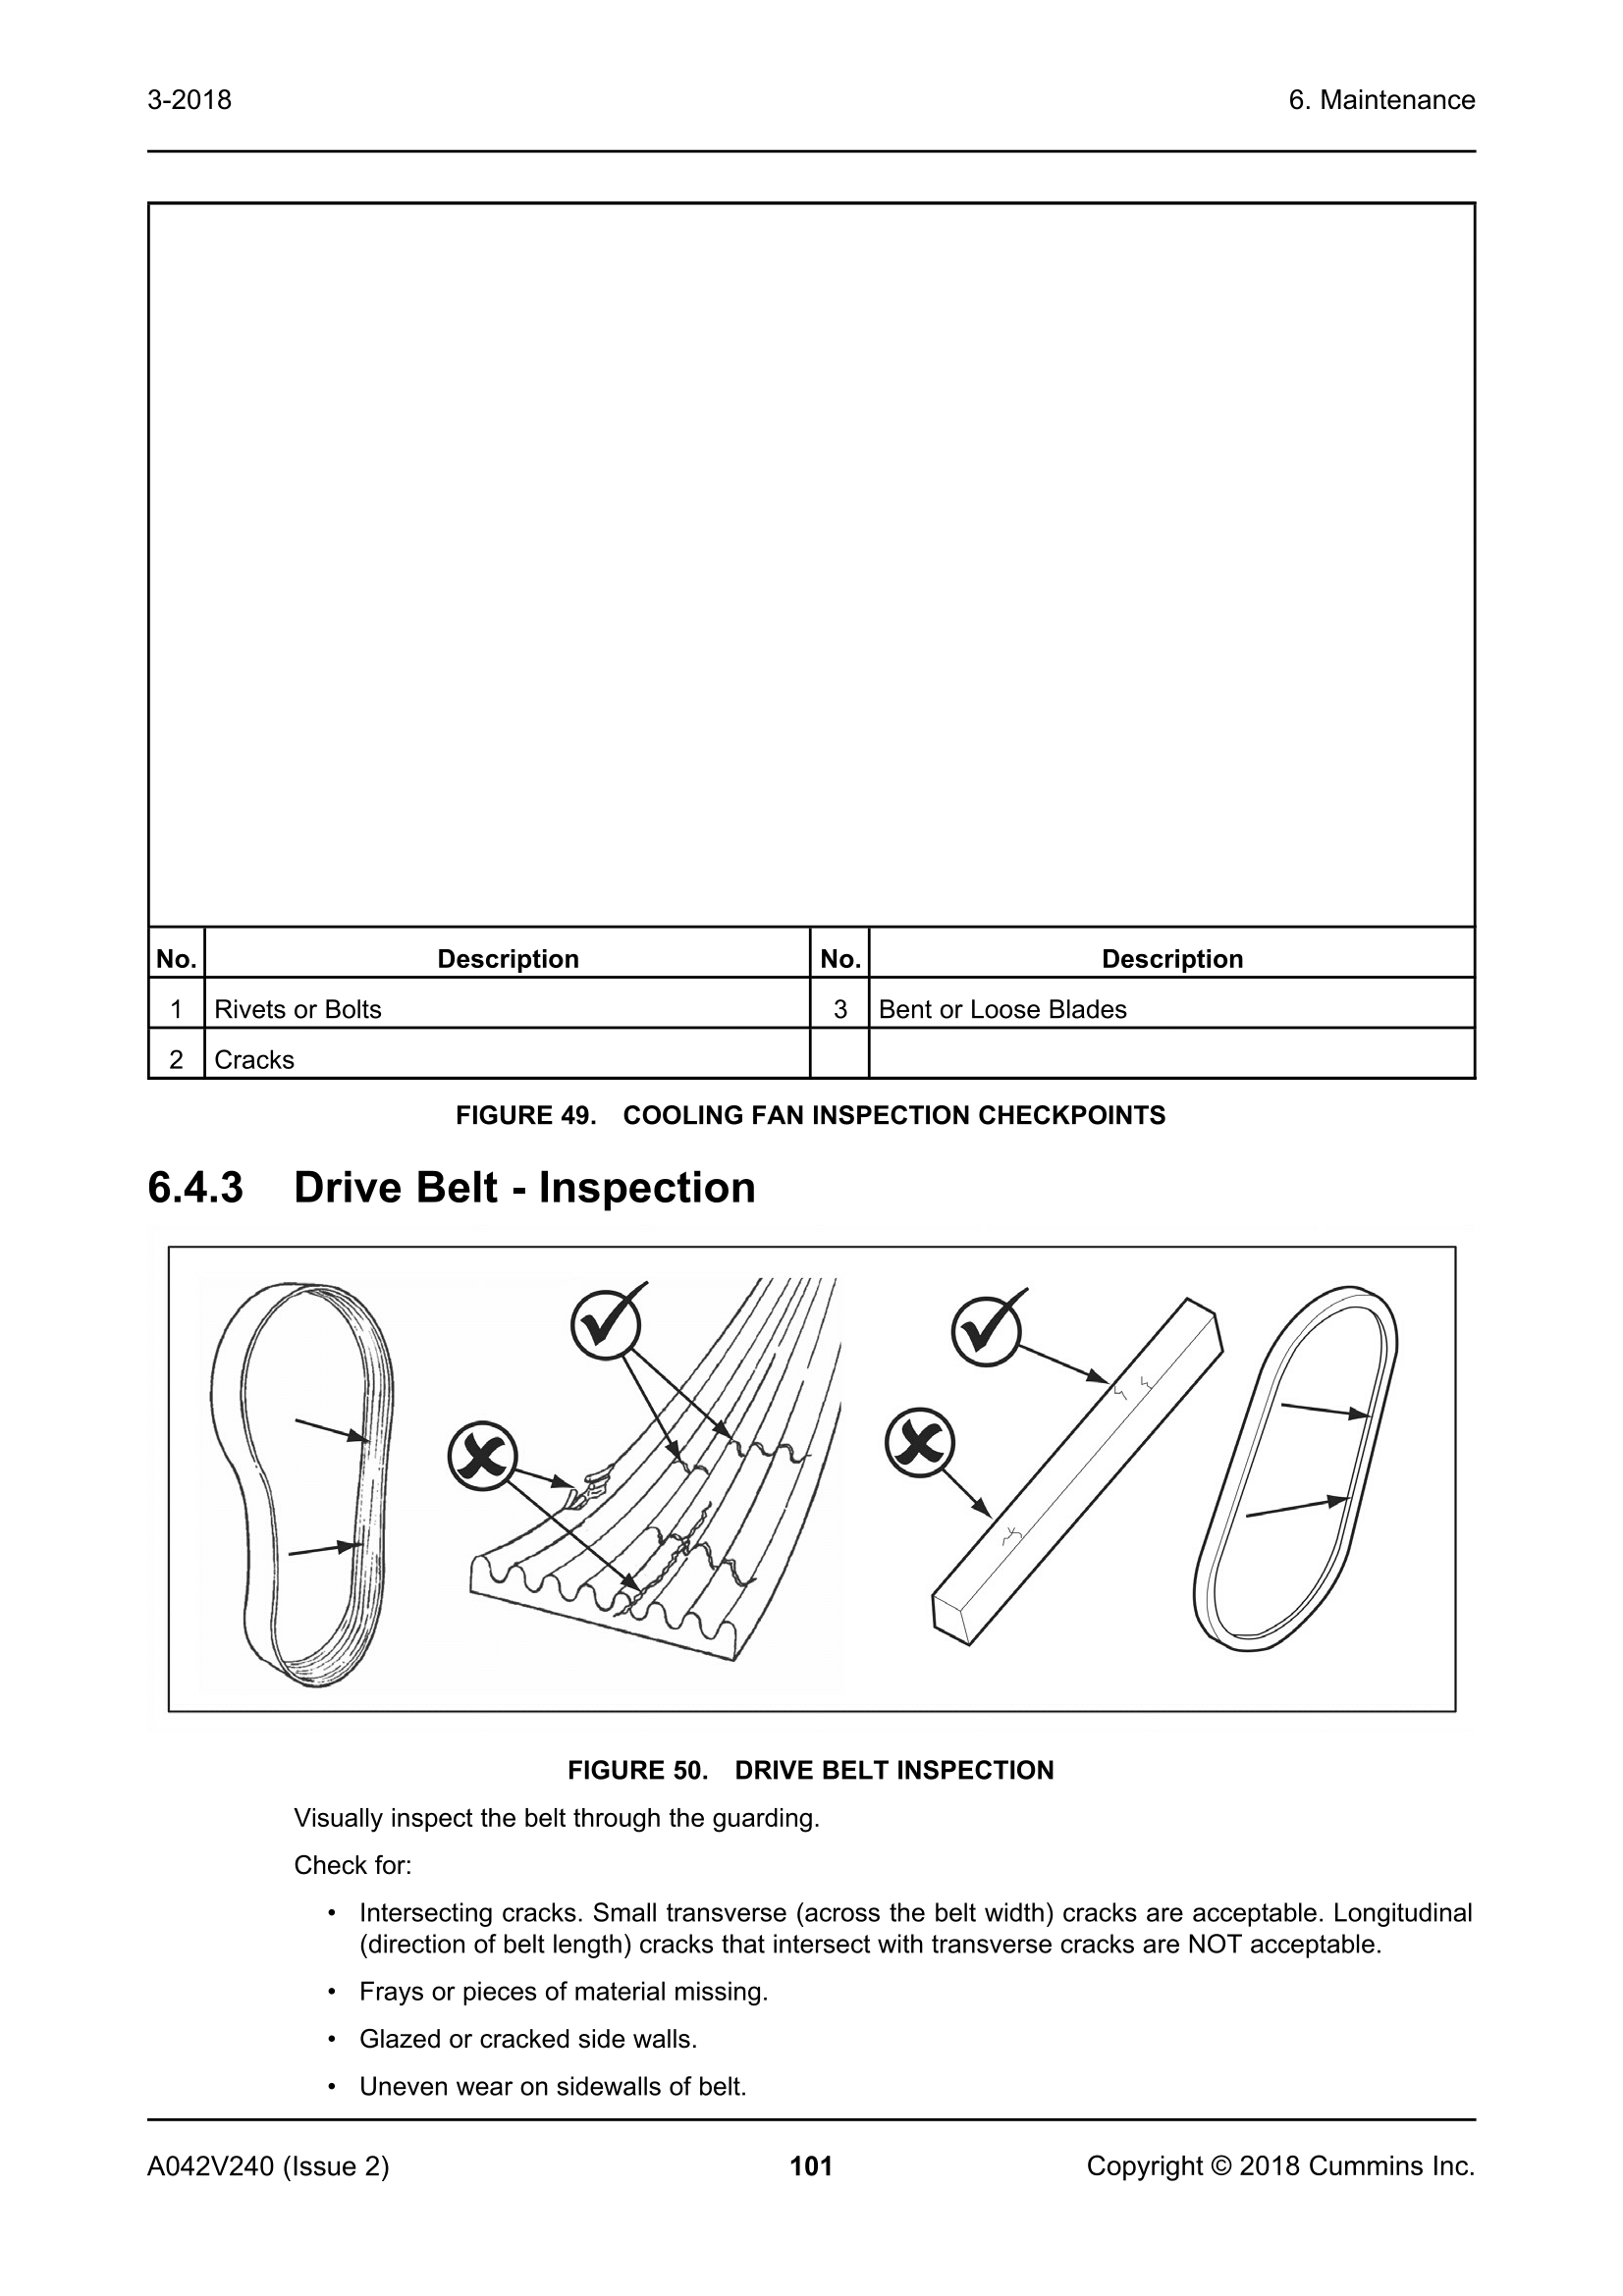 3-2018
6. Maintenance
No. Description No. Description
1 Rivets or Bolts 3 Bent or Loose Blades
2 Cracks
FIGURE 49. COOLING FAN INSPECTION CHECKPOINTS
6.4.3 Drive Belt - Inspection
FIGURE 50. DRIVE BELT INSPECTION
Visually inspect the belt through the guarding.
Check for:
• Intersecting cracks. Small transverse (across the belt width) cracks are acceptable. Longitudinal
(direction of belt length) cracks that intersect with transverse cracks are NOT acceptable.
• Frays or pieces of material missing.
• Glazed or cracked side walls.
• Uneven wear on sidewalls of belt.
A042V240 (Issue 2)
101
Copyright © 2018 Cummins Inc.